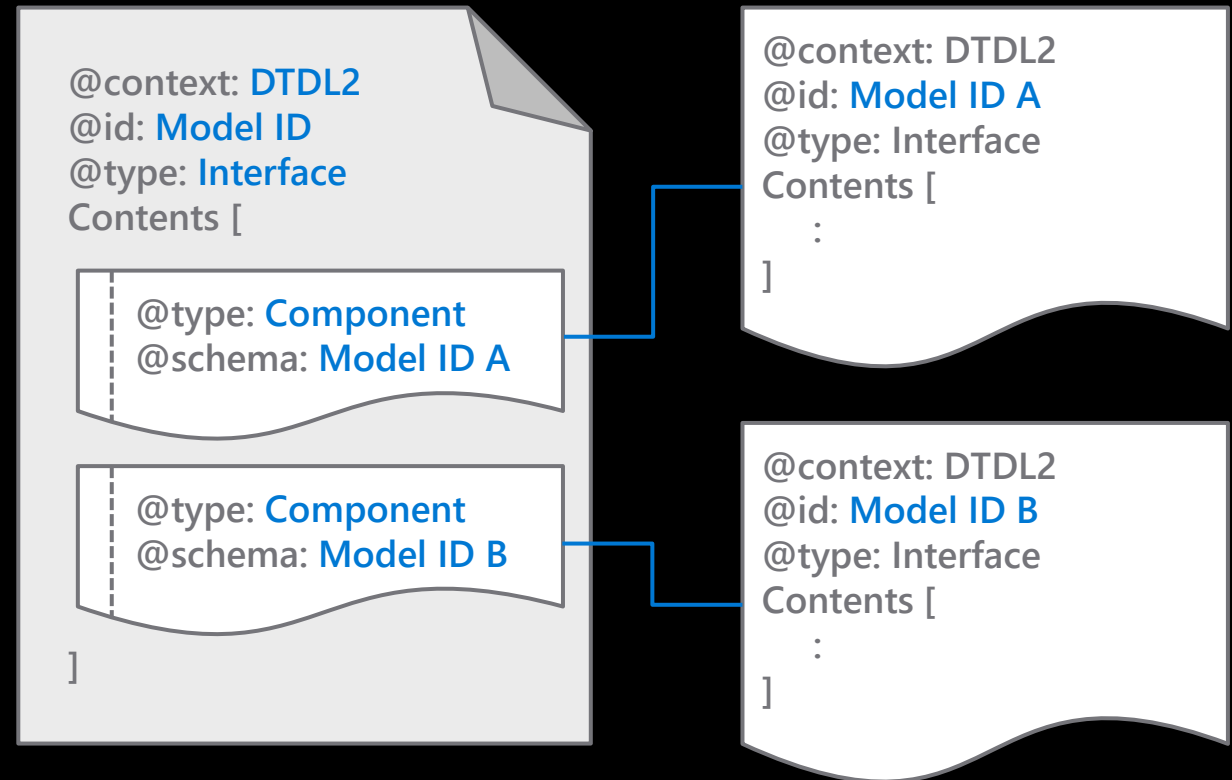 @context: DTDL2
@id: Model ID
@type: Interface
Contents [
@type: Component
@schema: Model ID A
@type: Component
@schema: Model ID B
]
@context: DTDL2
@id: Model ID A
@type: Interface
Contents [
:
]
@context: DTDL2
@id: Model ID B
@type: Interface
Contents [
:
]